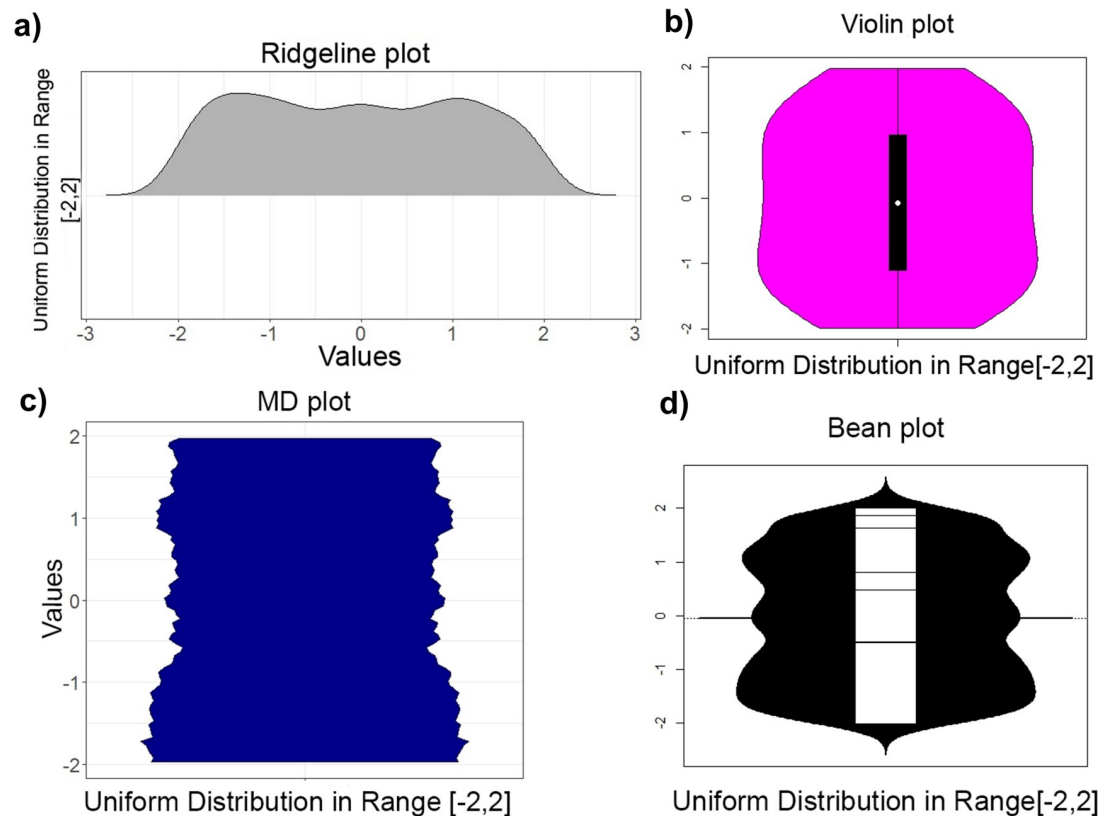 a)
Ridgeline plot
Uniform Distribution in Range
[-2,2]
-3 -2 -1 0 1 2 3
Values
b)
Violin plot
2
1
0
-1
-2
Uniform Distribution in Range[-2,2]
c)
MD plot
Values
2
1
0
-1
-2
Uniform Distribution in Range [-2,2]
d)
Bean plot
2
1
0
-1
-2
Uniform Distribution in Range[-2,2]